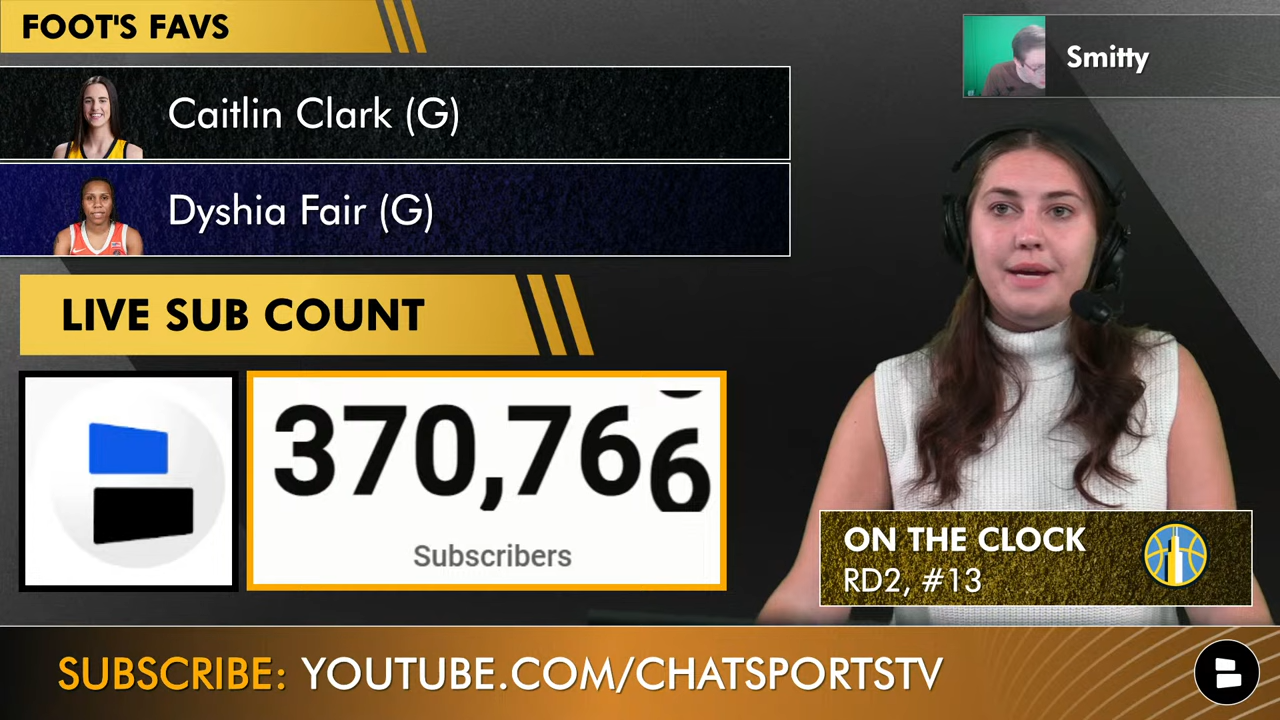 FOOT'S FAVS
Smitty
Caitlin Clark (G)
Dyshia Fair (G)
LIVE SUB COUNT
370,766
Subscribers
ON THE CLOCK
RD2, #13
SUBSCRIBE: YOUTUBE.COM/CHATSPORTSTV